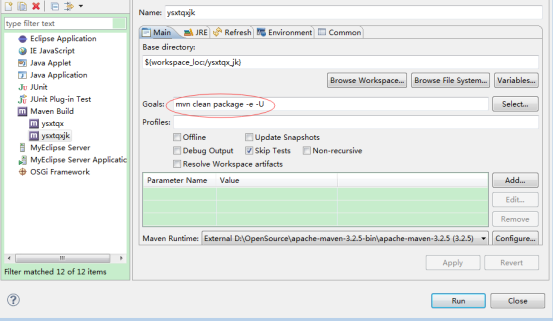 Name: ysxtqxjk
type filter text
Eclipse Application
IE JavaScript
Java Applet
Java Application
JUnit
JUnit Plug-in Test
Maven Build
ysxtqx
ysxtqxjk
MyEclipse Server
MyEclipse Server Applicatic
OSGi Framework
Filter matched 12 of 12 items
Main JRE Refresh Environment Common
Base directory:
${workspace_loc:/ysxtqx_jk}
Browse Workspace... Browse File System... Variables...
Goals: mvn clean package -e -U Select...
Profiles:
Offline Update Snapshots
Debug Output Skip Tests Non-recursive
Resolve Workspace artifacts
Parameter Name Value Add...
Edit...
Remove
Maven Runtime: External D:\OpenSource\apache-maven-3.2.5-bin\apache-maven-3.2.5 (3.2.5) Configure...
Apply Revert
Run Close